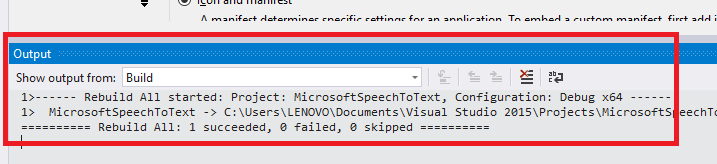 Icon and manifest
A manifest determines specific settings for an application. To embed a custom manifest, first add i
Output
Show output from: Build
1>------ Rebuild All started: Project: MicrosoftSpeechToText, Configuration: Debug x64 ------
1>  MicrosoftSpeechToText -> C:\Users\LENOVO\Documents\Visual Studio 2015\Projects\MicrosoftSpeechTo
========== Rebuild All: 1 succeeded, 0 failed, 0 skipped ==========